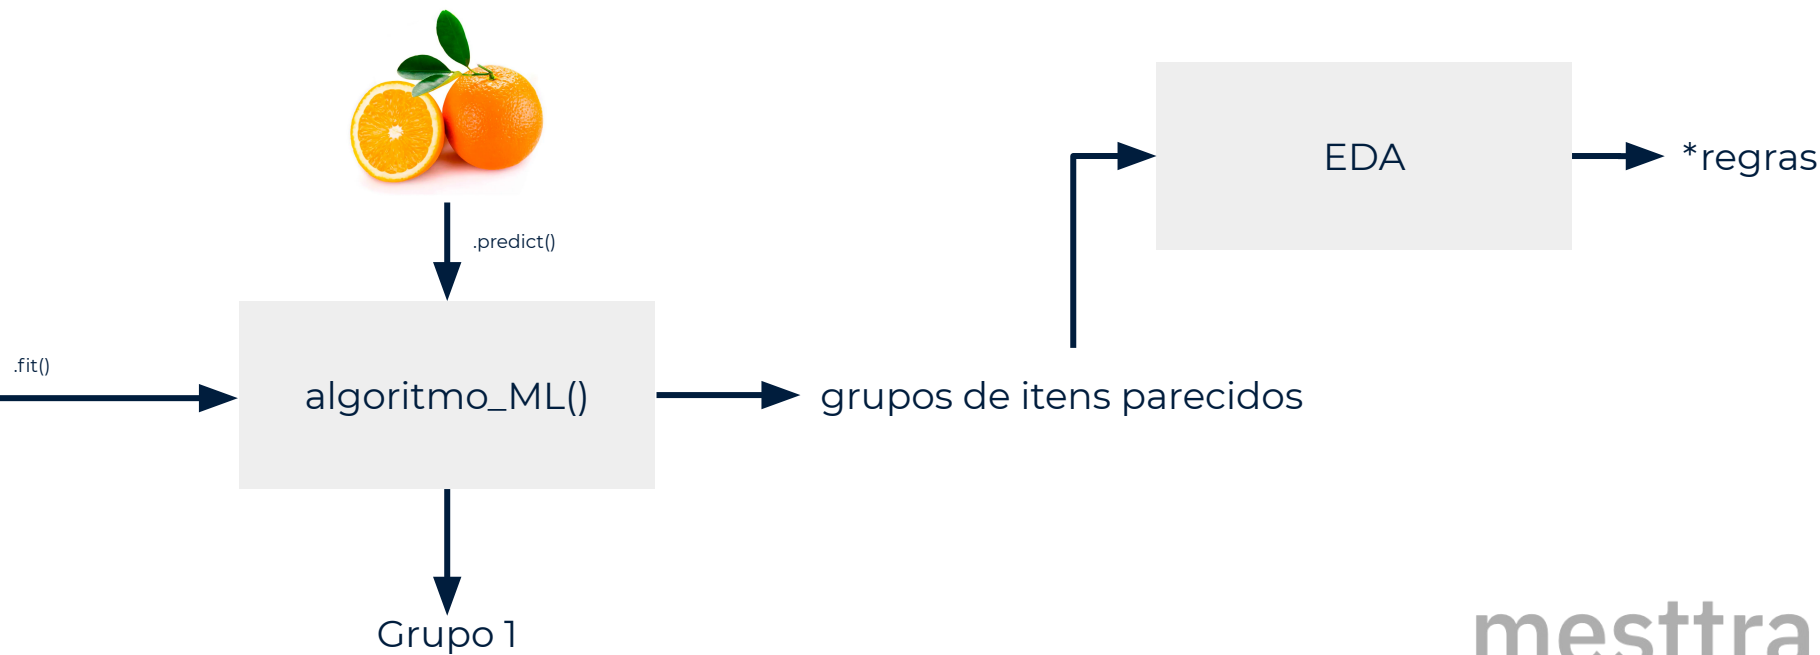 .predict()
EDA
*regras
.fit()
algoritmo_ML()
grupos de itens parecidos
Grupo 1
mesttra